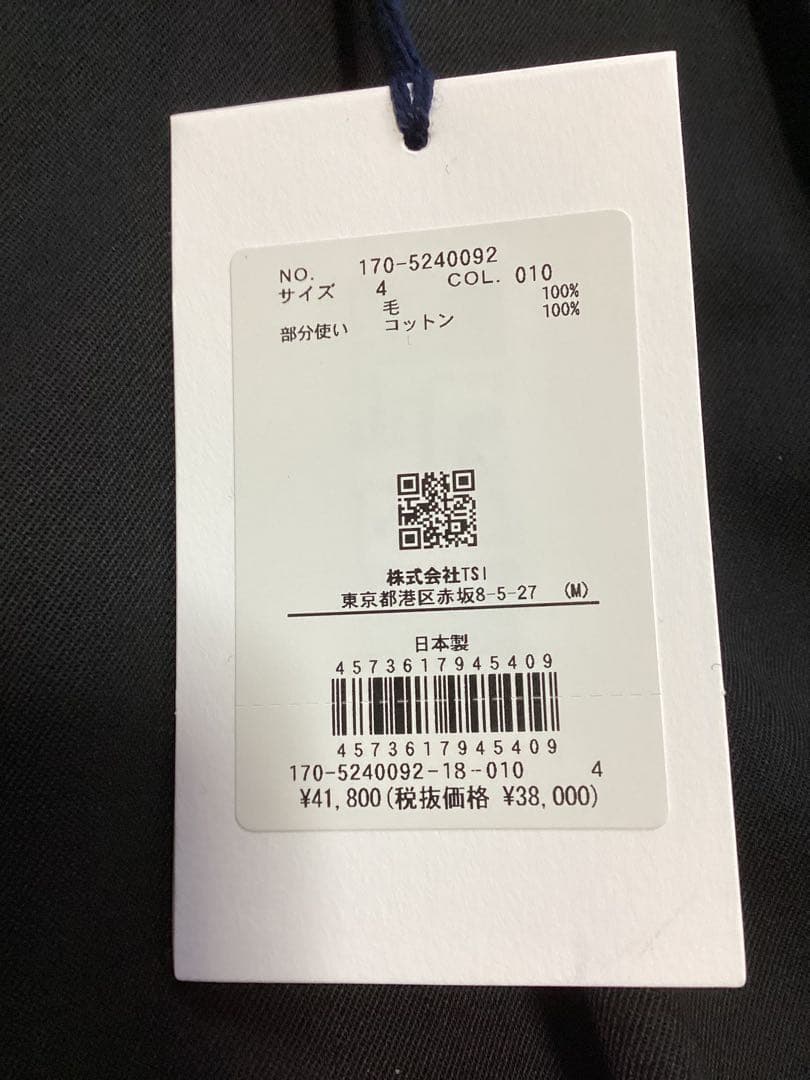 NO. 170-5240092
サイズ 4 COL. 010
毛 100%
部分使い コットン 100%
株式会社TSI
東京都港区赤坂8-5-27 (M)
日本製
4573617945409
4573617945409
170-5240092-18-010 4
¥41,800(税抜価格 ¥38,000)